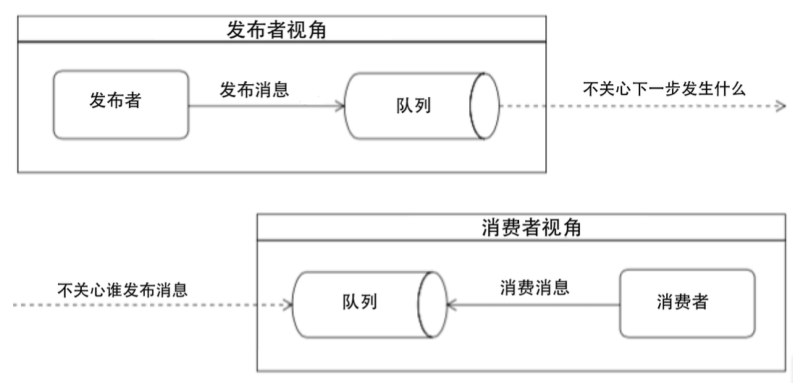 发布者视角
发布者
发布消息
队列
不关心下一步发生什么
消费者视角
不关心谁发布消息
队列
消费消息
消费者